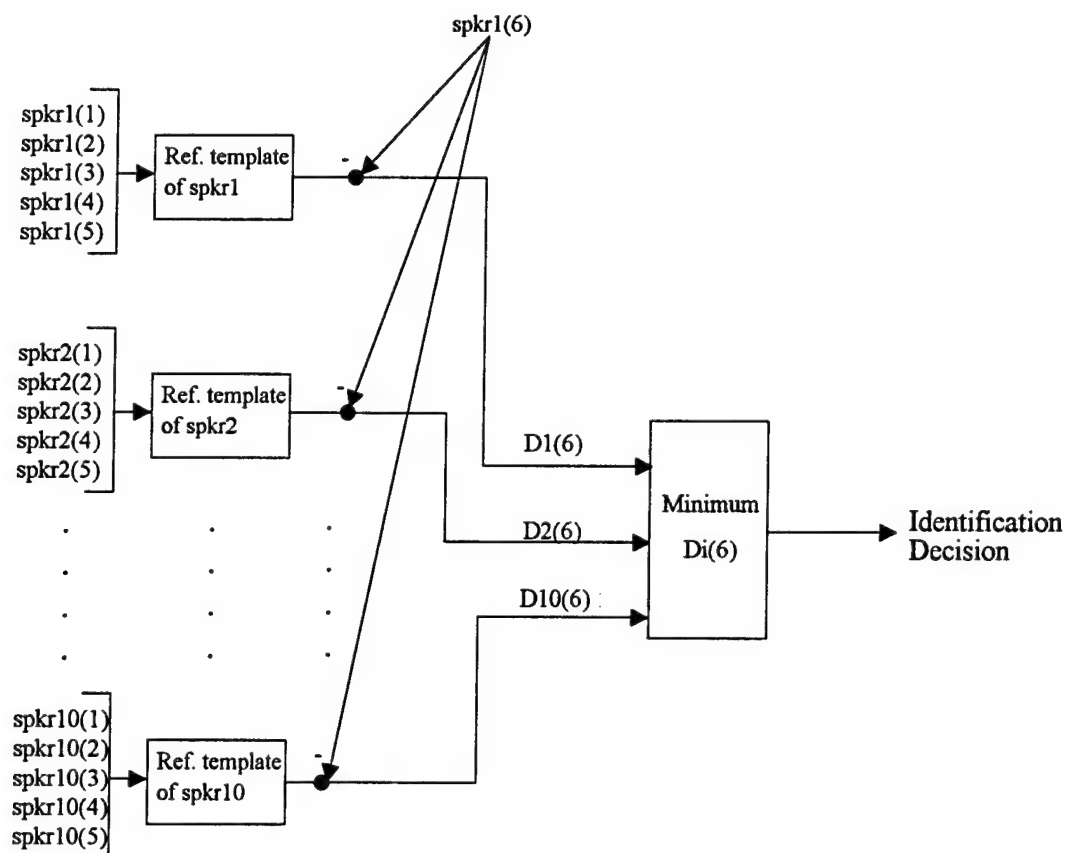 spkr1(6)
spkr1(1)
spkr1(2)
spkr1(3)
spkr1(4)
spkr1(5)
Ref. template
of spkr1
-
spkr2(1)
spkr2(2)
spkr2(3)
spkr2(4)
spkr2(5)
Ref. template
of spkr2
-
D1(6)
D2(6)
D10(6)
Minimum
Di(6)
Identification
Decision
spkr10(1)
spkr10(2)
spkr10(3)
spkr10(4)
spkr10(5)
Ref. template
of spkr10
-